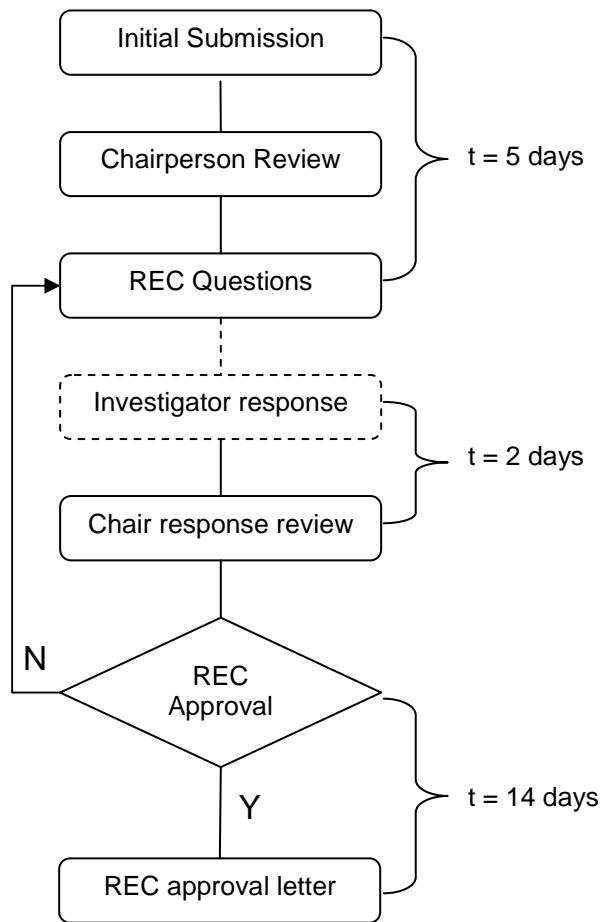 Initial Submission
Chairperson Review
t = 5 days
REC Questions
Investigator response
t = 2 days
Chair response review
N
REC
Approval
Y
t = 14 days
REC approval letter